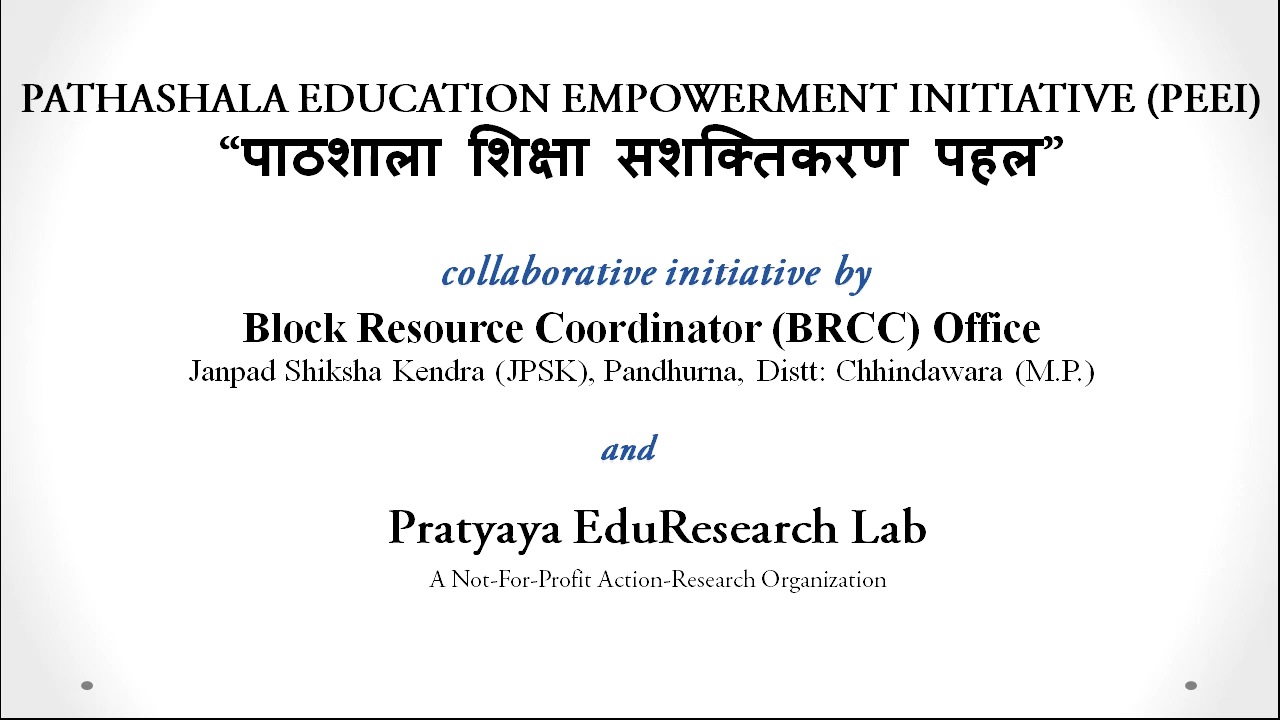 PATHASHALA EDUCATION EMPOWERMENT INITIATIVE (PEEI)
“पाठशाला शिक्षा सशक्तिकरण पहल”
collaborative initiative by
Block Resource Coordinator (BRCC) Office
Janpad Shiksha Kendra (JPSK), Pandhurna, Distt: Chhindawara (M.P.)
and
Pratyaya EduResearch Lab
A Not-For-Profit Action-Research Organization